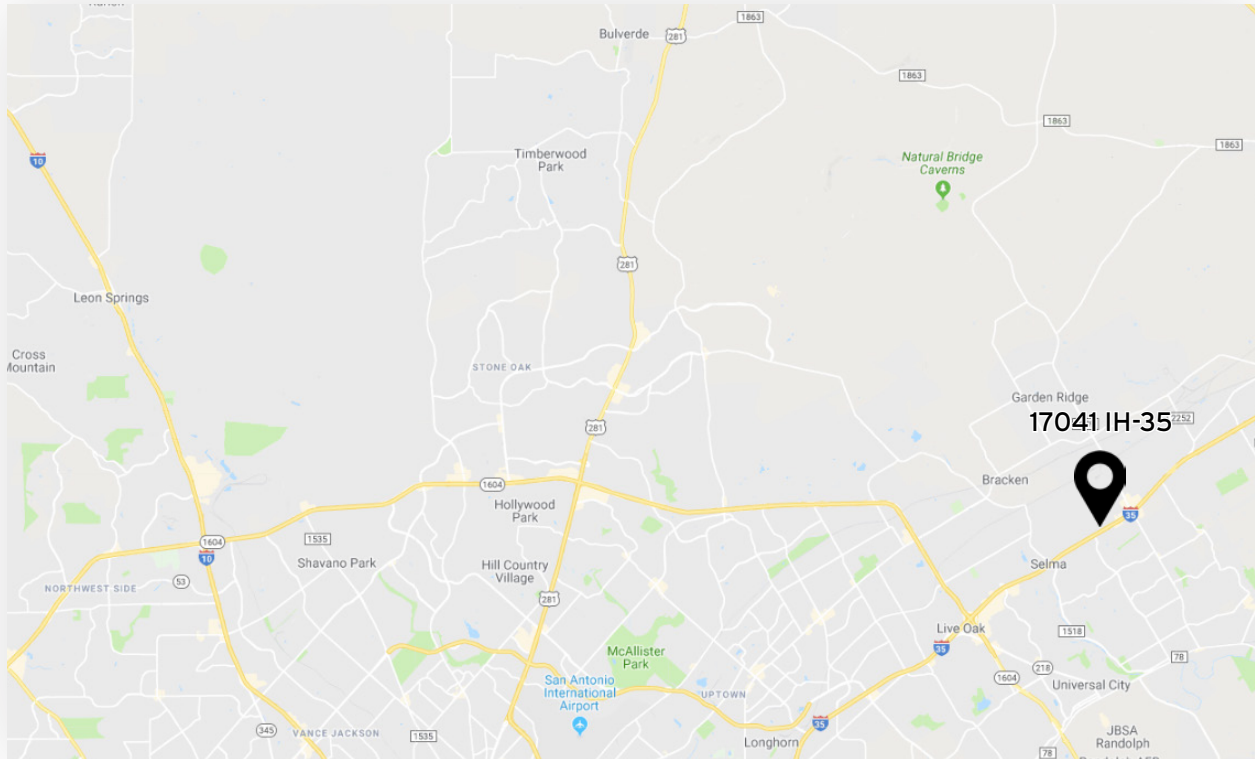 1863
Bulverde
281
1863
1863
1863
10
Timberwood
Park
Natural Bridge
Caverns
281
Leon Springs
Cross
Mountain
STONE OAK
Garden Ridge
17041 IH-35
2252
281
Bracken
1604
Hollywood
Park
35
1604
1535
10
Shavano Park
Hill Country
Village
Selma
53
NORTHWEST SIDE
281
Live Oak
1518
35
McAllister
Park
78
218
1604
Universal City
San Antonio
International
Airport
UPTOWN
35
345
VANCE JACKSON
1535
Longhorn
JBSA
Randolph
78